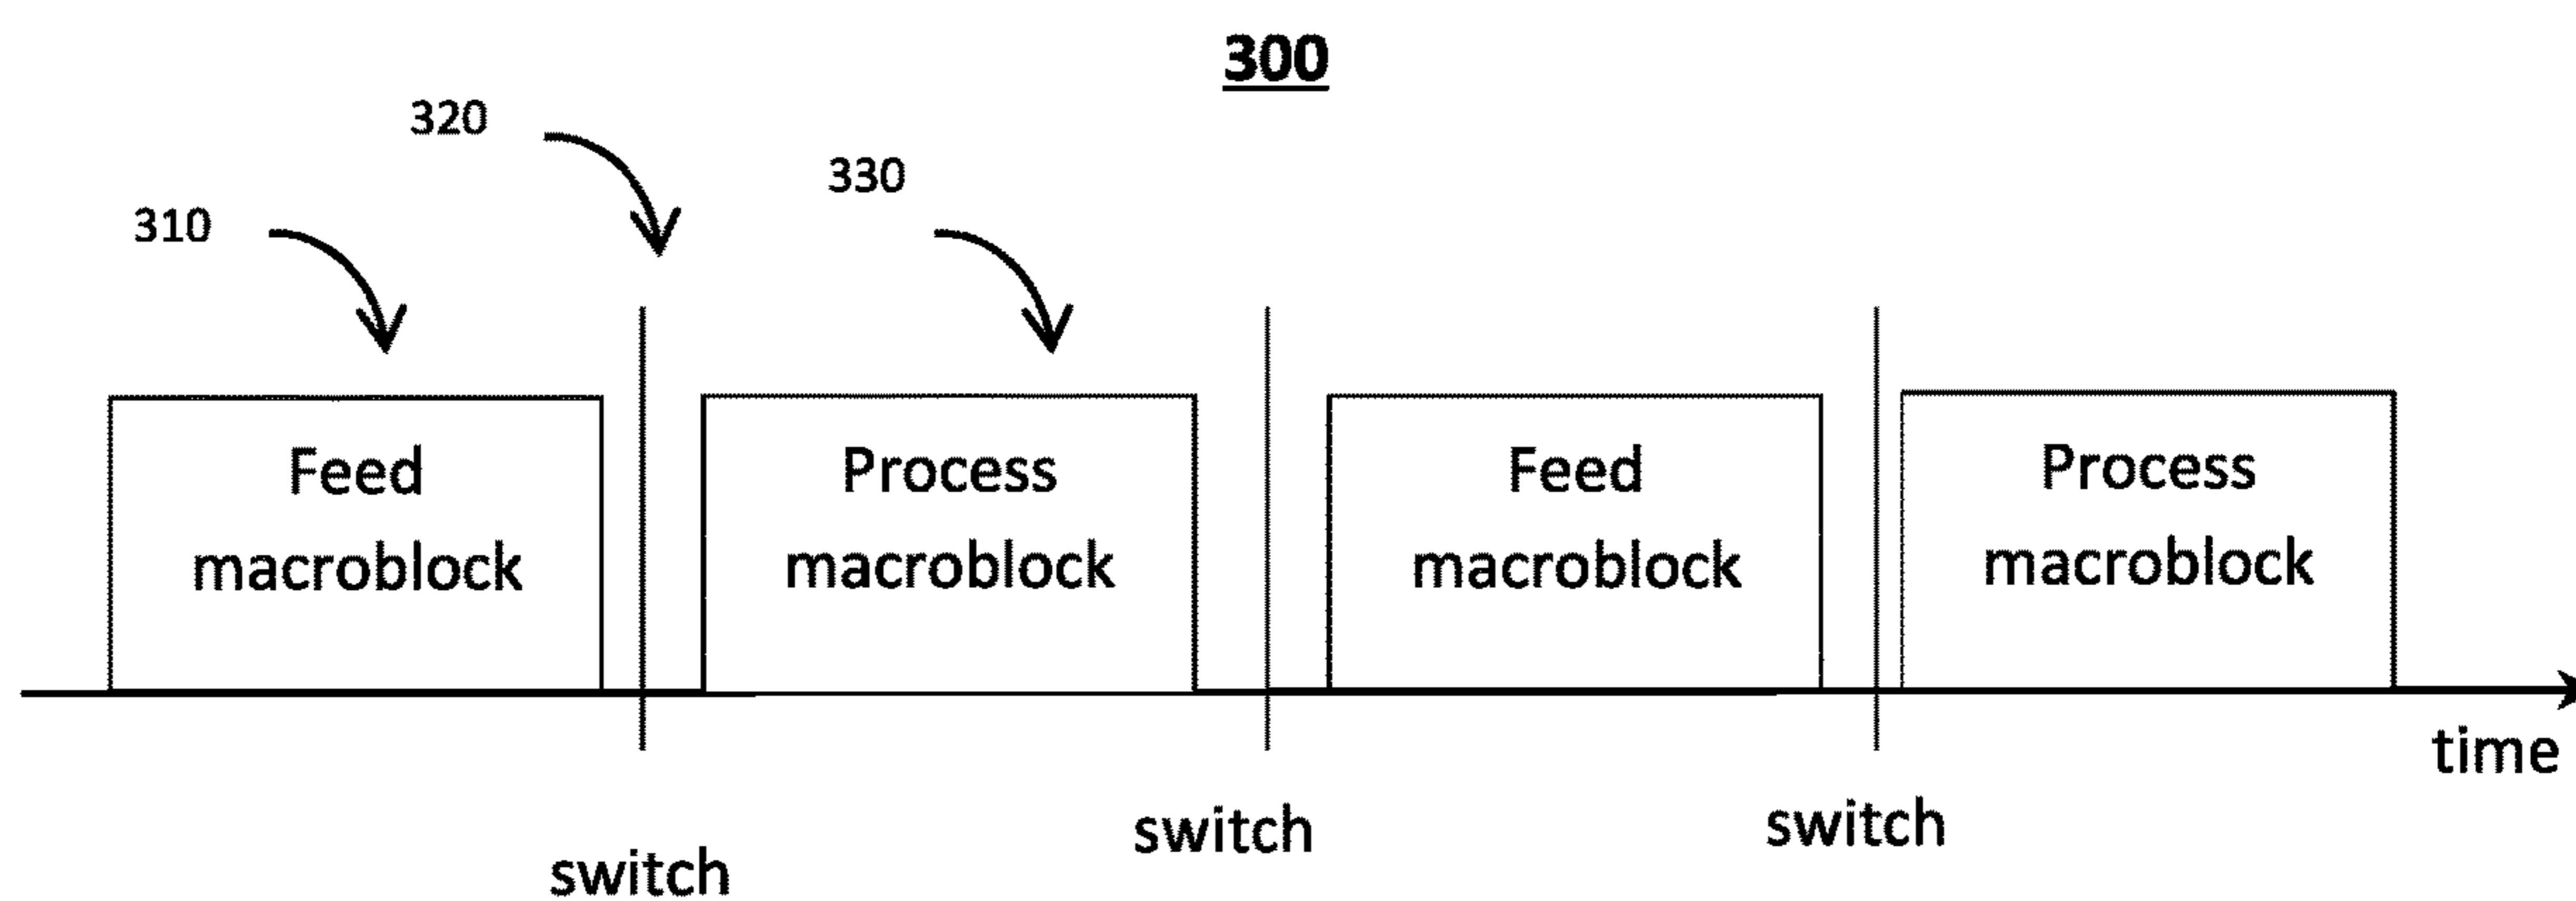 300
320
330
310
Feed
macroblock
Process
macroblock
Feed
macroblock
Process
macroblock
time
switch
switch
switch